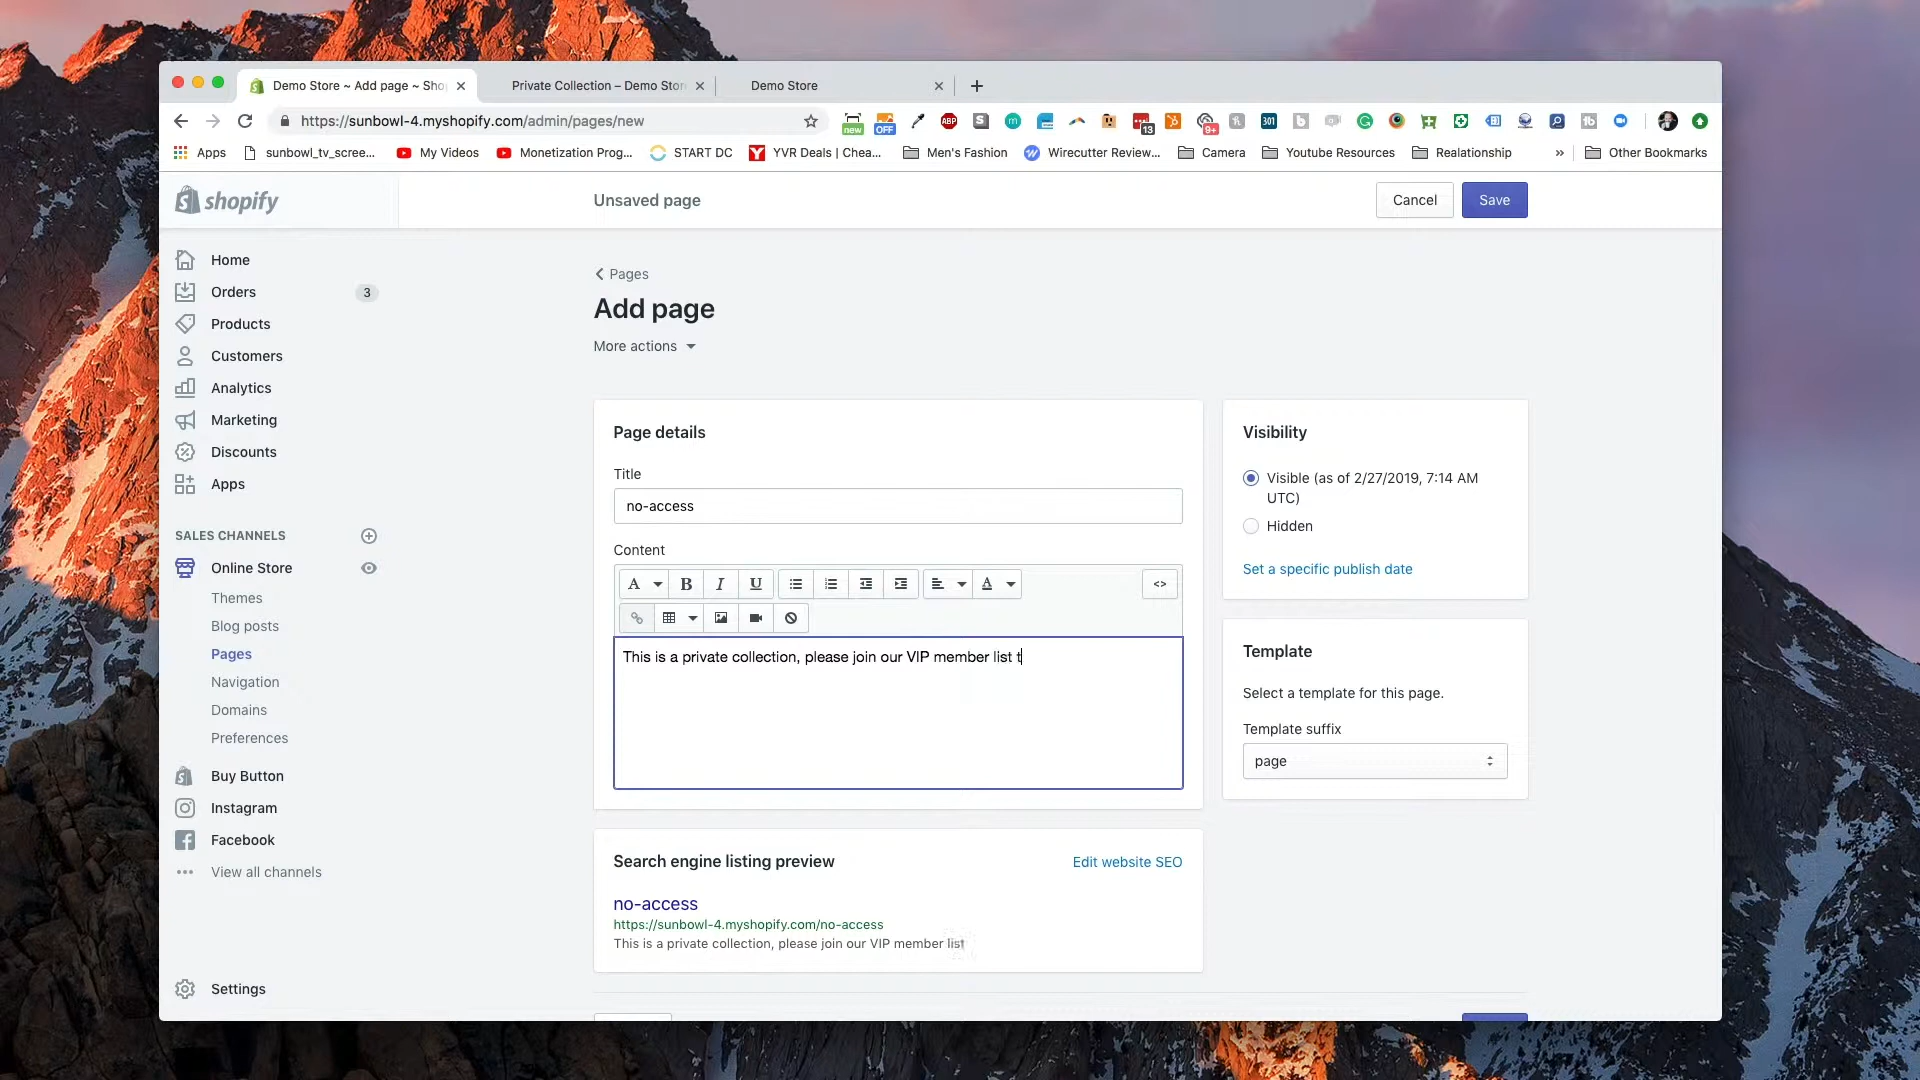 Demo Store ~ Add page ~ Sho
Private Collection – Demo Stor
Demo Store
https://sunbowl-4.myshopify.com/admin/pages/new
new
OFF
ABP
13
9+
301
Apps
sunbowl_tv_scree...
My Videos
Monetization Prog...
START DC
YVR Deals | Chea...
Men's Fashion
Wirecutter Review...
Camera
Youtube Resources
Realationship
»
Other Bookmarks
shopify
Unsaved page
Cancel
Save
Home
Orders
3
Products
Customers
Analytics
Marketing
Discounts
Apps
SALES CHANNELS
Online Store
Themes
Blog posts
Pages
Navigation
Domains
Preferences
Buy Button
Instagram
Facebook
View all channels
Settings
Pages
Add page
More actions
Page details
Title
no-access
Content
A
B
I
U
A
<>
This is a private collection, please join our VIP member list t
Search engine listing preview
Edit website SEO
no-access
https://sunbowl-4.myshopify.com/no-access
This is a private collection, please join our VIP member list
Visibility
Visible (as of 2/27/2019, 7:14 AM
UTC)
Hidden
Set a specific publish date
Template
Select a template for this page.
Template suffix
page